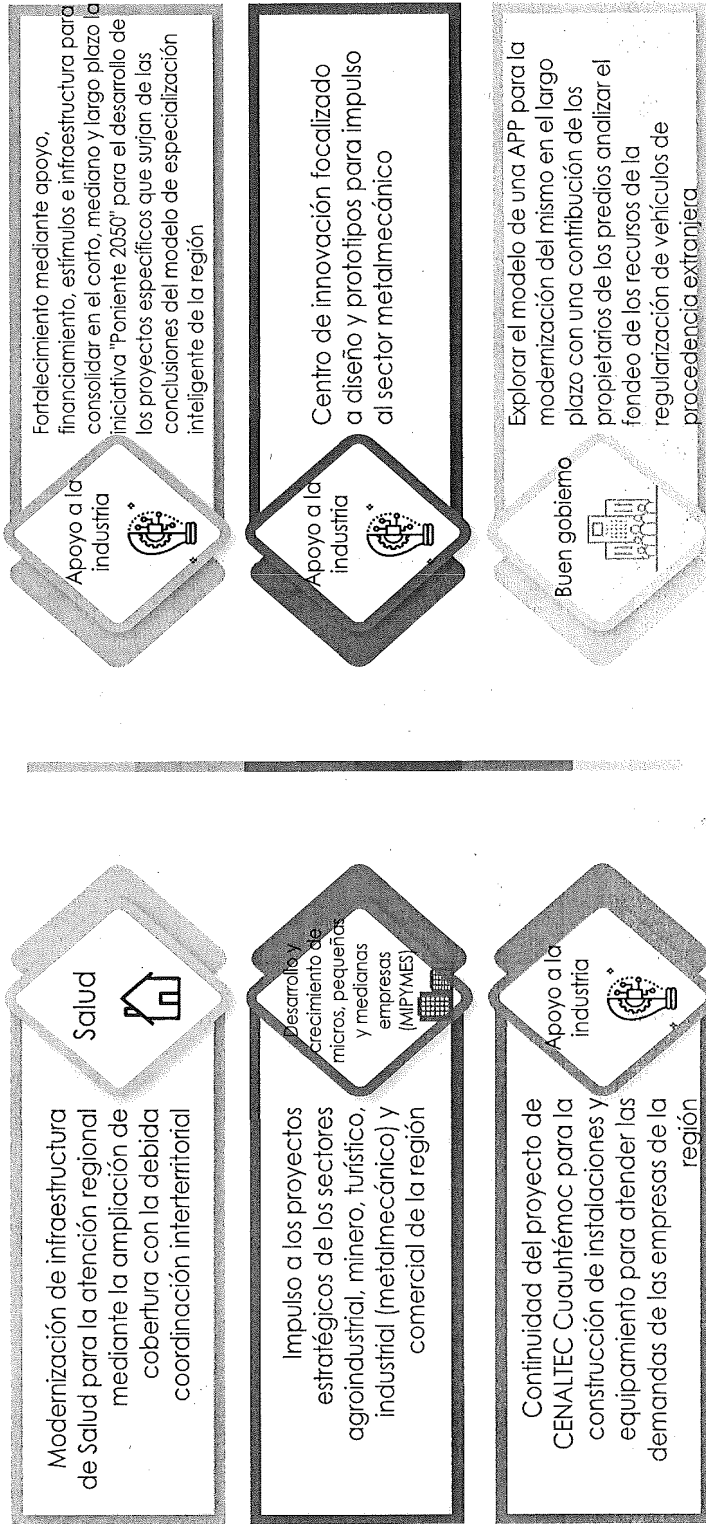 Modernización de infraestructura
de Salud para la atención regional
mediante la ampliación de
cobertura con la debida
coordinación interterritorial
Salud
Impulso a los proyectos
estratégicos de los sectores
agroindustrial, minero, turístico,
industrial (metalmecánico) y
comercial de la región
Desarrollo y
crecimiento de
micros, pequeñas
y medianas
empresas
(MIPYMES)
Continuidad del proyecto de
CENALTEC Cuauhtémoc para la
construcción de instalaciones y
equipamiento para atender las
demandas de las empresas de la
región
Apoyo a la
industria
Apoyo a la
industria
Fortalecimiento mediante apoyo,
financiamiento, estímulos e infraestructura para
consolidar en el corto, mediano y largo plazo la
iniciativa "Poniente 2050" para el desarrollo de
los proyectos específicos que surjan de las
conclusiones del modelo de especialización
inteligente de la región
Apoyo a la
industria
Centro de innovación focalizado
a diseño y prototipos para impulso
al sector metalmecánico
Buen gobierno
Explorar el modelo de una APP para la
modernización del mismo en el largo
plazo con una contribución de los
propietarios de los predios analizar el
fondeo de los recursos de la
regularización de vehículos de
procedencia extranjera